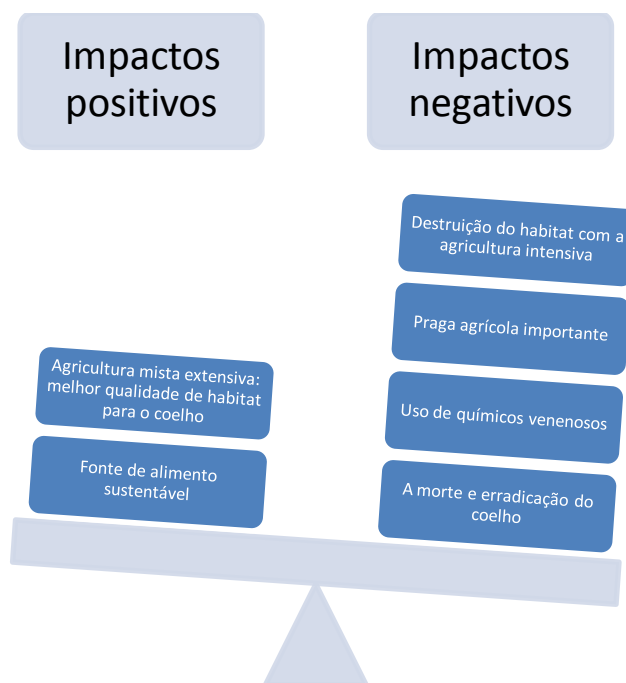 Impactos
positivos
Impactos
negativos
Destruição do habitat com a
agricultura intensiva
Praga agrícola importante
Uso de químicos venenosos
A morte e erradicação do
coelho
Agricultura mista extensiva:
melhor qualidade de habitat
para o coelho
Fonte de alimento
sustentável